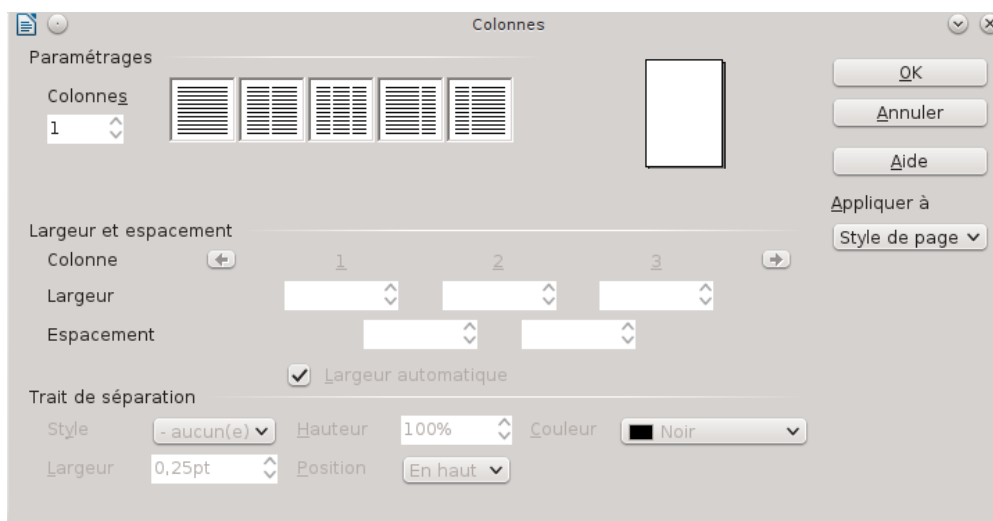 Colonnes
Paramétrages
OK
Colonnes
1
Annuler
Aide
Appliquer à
Style de page
Largeur et espacement
Colonne 1 2 3
Largeur
Espacement
Largeur automatique
Trait de séparation
Style - aucun(e) Hauteur 100% Couleur Noir
Largeur 0,25pt Position En haut